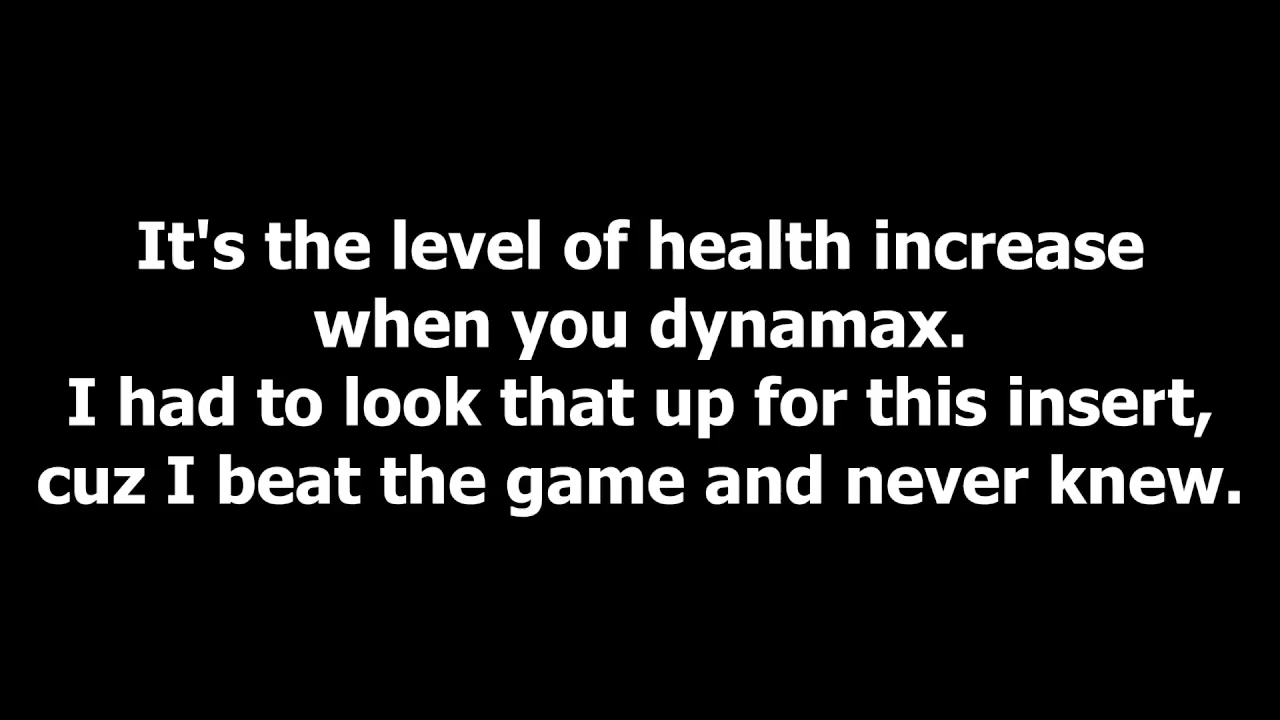 It's the level of health increase
when you dynamax.
I had to look that up for this insert,
cuz I beat the game and never knew.